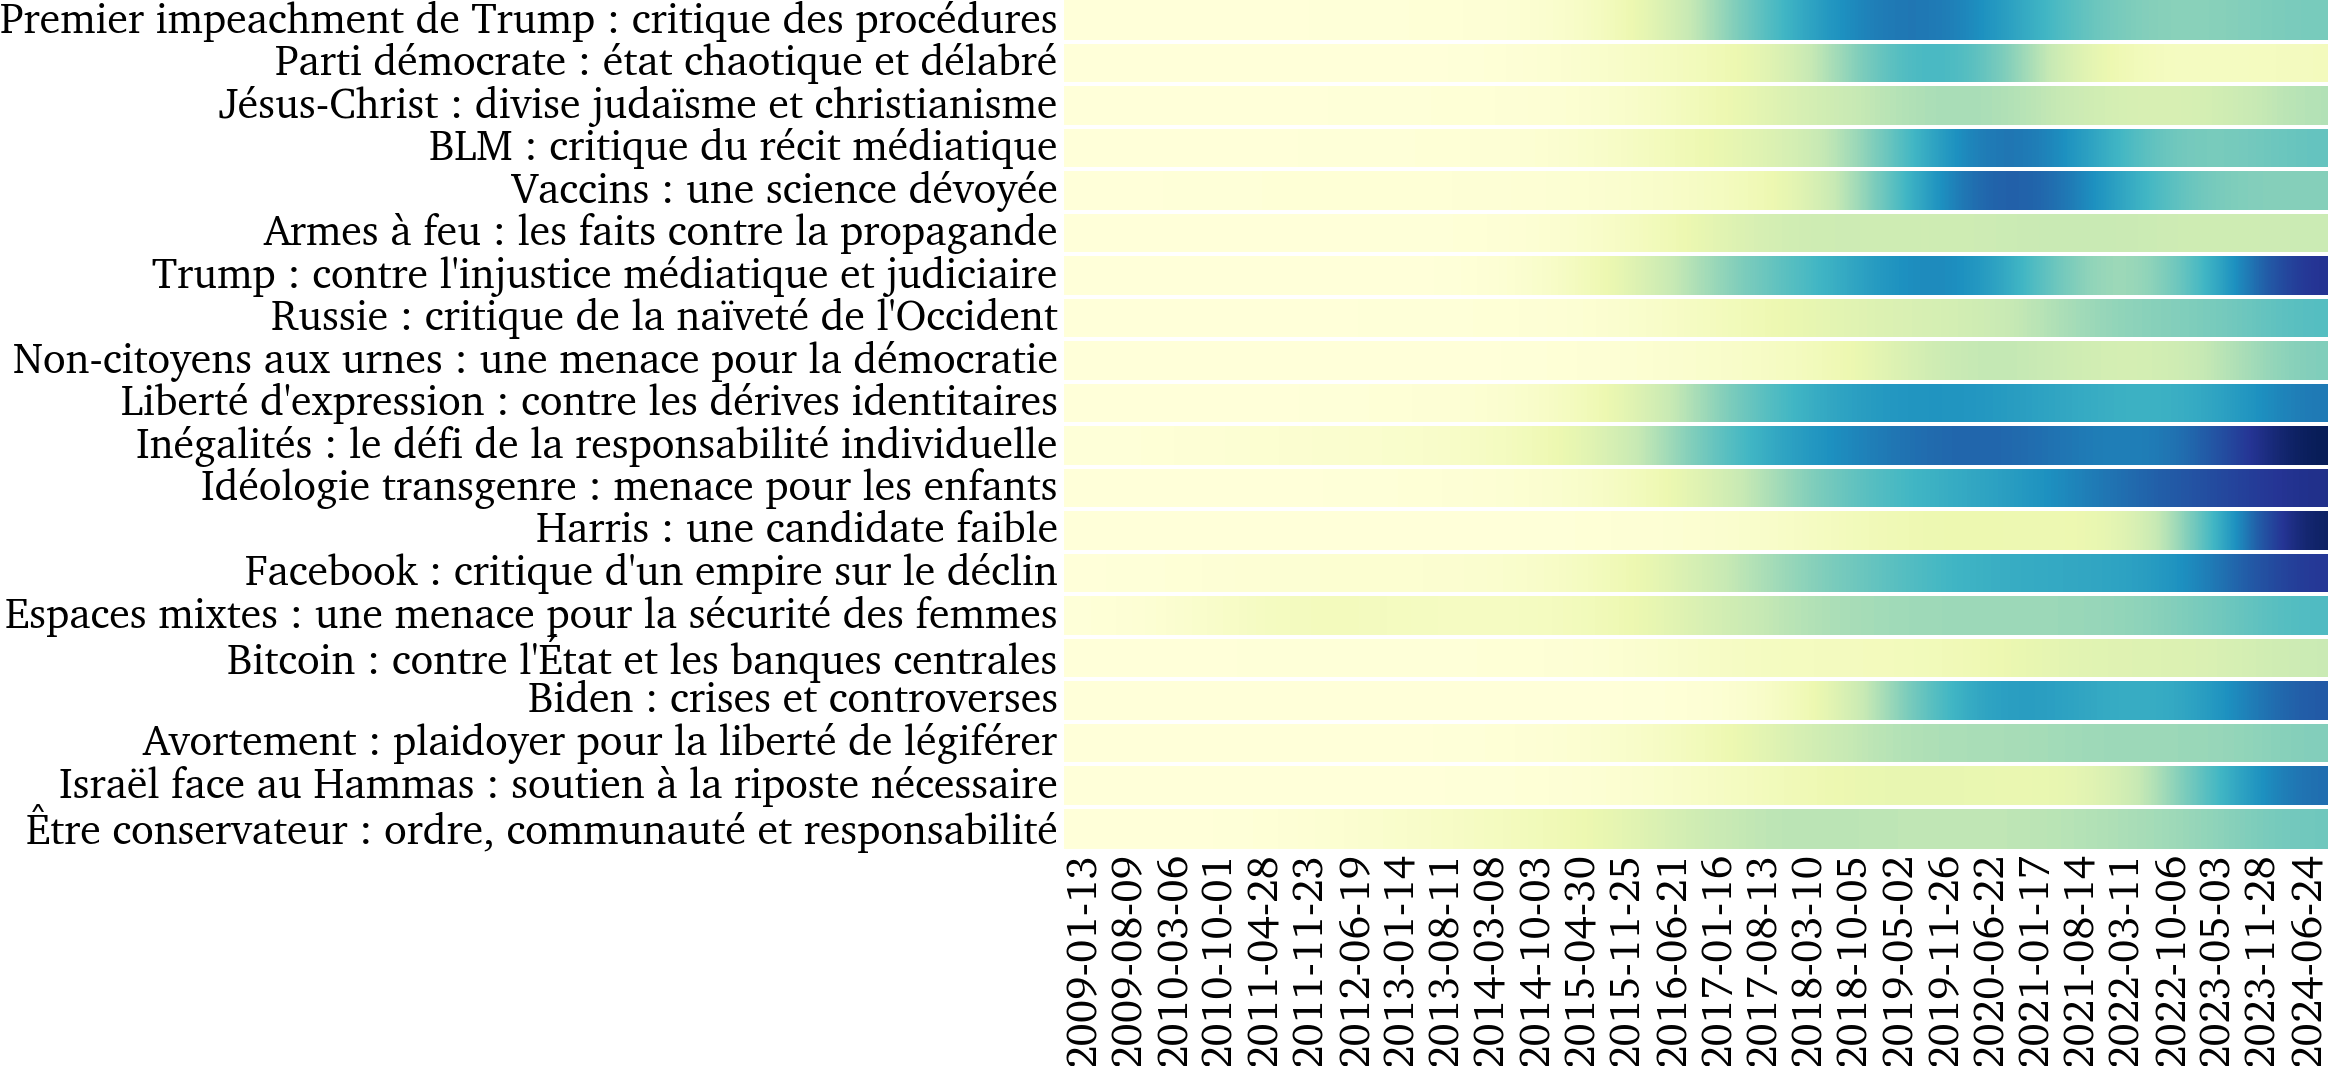 Premier impeachment de Trump : critique des procédures
Parti démocrate : état chaotique et délabré
Jésus-Christ : divise judaïsme et christianisme
BLM : critique du récit médiatique
Vaccins : une science dévoyée
Armes à feu : les faits contre la propagande
Trump : contre l'injustice médiatique et judiciaire
Russie : critique de la naïveté de l'Occident
Non-citoyens aux urnes : une menace pour la démocratie
Liberté d'expression : contre les dérives identitaires
Inégalités : le défi de la responsabilité individuelle
Idéologie transgenre : menace pour les enfants
Harris : une candidate faible
Facebook : critique d'un empire sur le déclin
Espaces mixtes : une menace pour la sécurité des femmes
Bitcoin : contre l'État et les banques centrales
Biden : crises et controverses
Avortement : plaidoyer pour la liberté de légiférer
Israël face au Hammas : soutien à la riposte nécessaire
Être conservateur : ordre, communauté et responsabilité
2009-01-13
2009-08-09
2010-03-06
2010-10-01
2011-04-28
2011-11-23
2012-06-19
2013-01-14
2013-08-11
2014-03-08
2014-10-03
2015-04-30
2015-11-25
2016-06-21
2017-01-16
2017-08-13
2018-03-10
2018-10-05
2019-05-02
2019-11-26
2020-06-22
2021-01-17
2021-08-14
2022-03-11
2022-10-06
2023-05-03
2023-11-28
2024-06-24